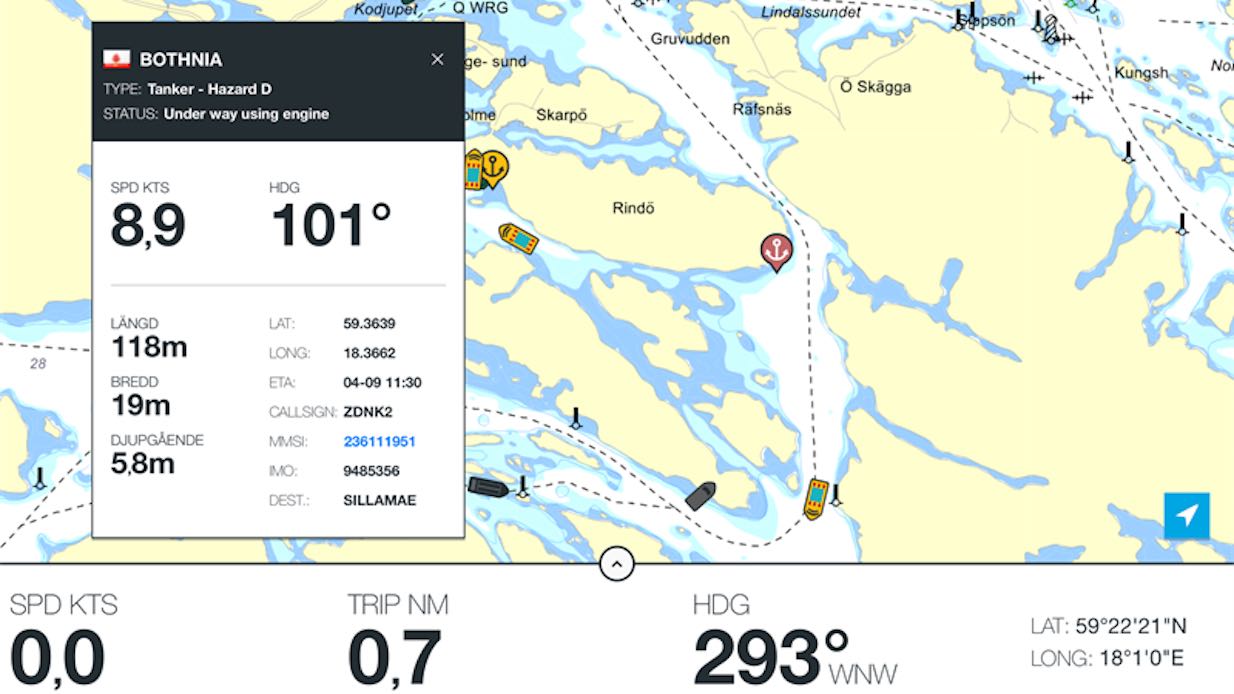 Kodjupet
Q WRG
Lindalssundet
Gruvudden
Skarpö
Räfsnäs
Ö Skägga
Kungsh
Rindö
28
BOTHNIA
TYPE: Tanker - Hazard D
STATUS: Under way using engine
SPD KTS
8,9
HDG
101°
LÄNGD
118m
BREDD
19m
DJUPGÅENDE
5,8m
LAT: 59.3639
LONG: 18.3662
ETA: 04-09 11:30
CALLSIGN: ZDNK2
MMSI: 236111951
IMO: 9485356
DEST.: SILLAMAE
SPD KTS
0,0
TRIP NM
0,7
HDG
293° WNW
LAT: 59°22'21"N
LONG: 18°1'0"E